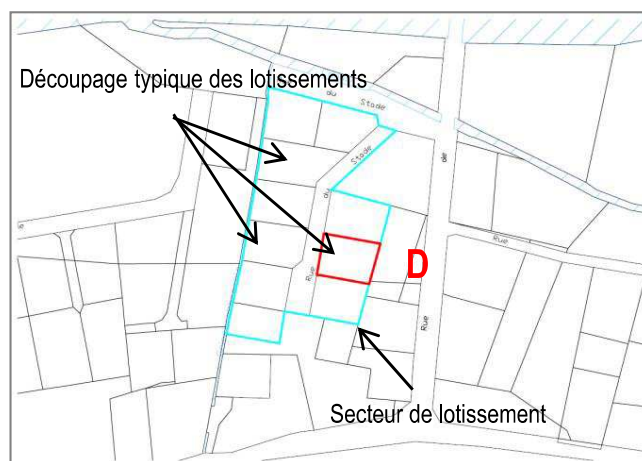 Découpage typique des lotissements
du Stade
Stade
du
Rue
de
Rue
Rue
D
Secteur de lotissement